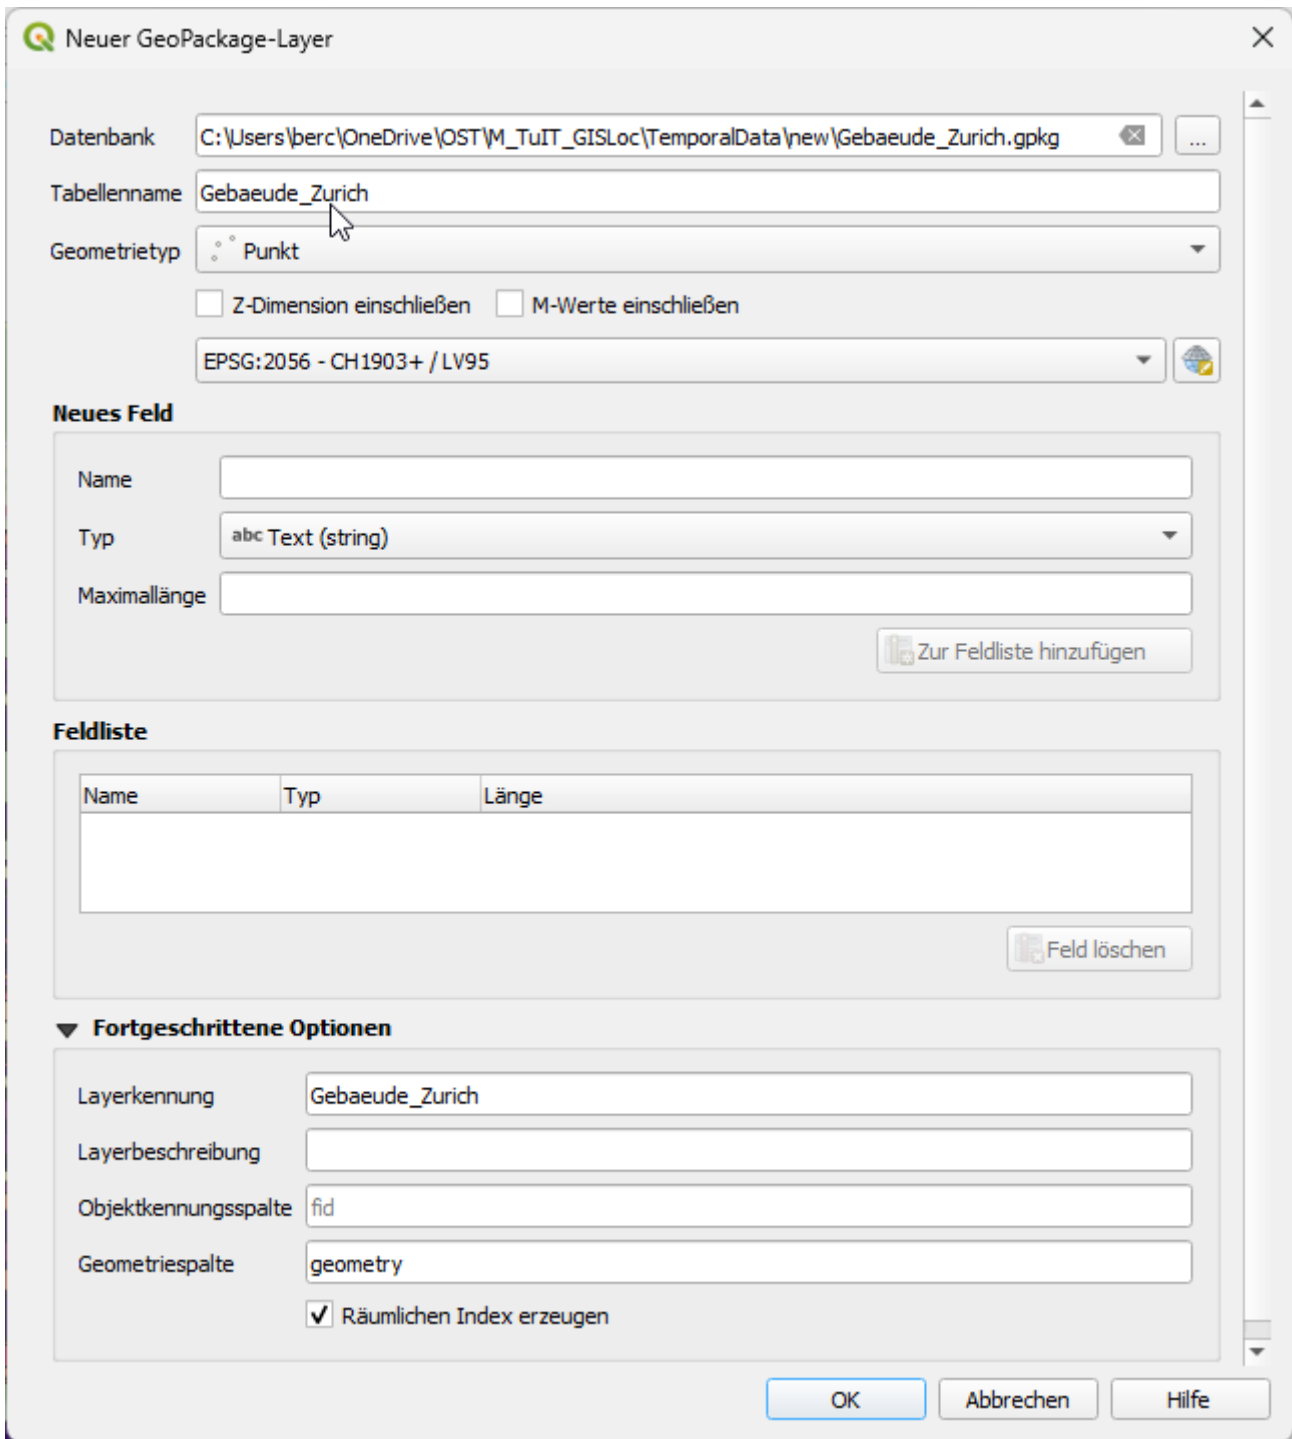 Neuer GeoPackage-Layer
Datenbank C:\Users\berc\OneDrive\OST\M_TuIT_GISLoc\TemporalData\new\Gebaeude_Zurich.gpkg ...
Tabellenname Gebaeude_Zurich
Geometrietyp Punkt
Z-Dimension einschließen M-Werte einschließen
EPSG:2056 - CH1903+ / LV95
Neues Feld
Name
Typ abc Text (string)
Maximallänge
Zur Feldliste hinzufügen
Feldliste
Name Typ Länge
Feld löschen
Fortgeschrittene Optionen
Layerkennung Gebaeude_Zurich
Layerbeschreibung
Objektkennungsspalte fid
Geometriespalte geometry
Räumlichen Index erzeugen
OK Abbrechen Hilfe